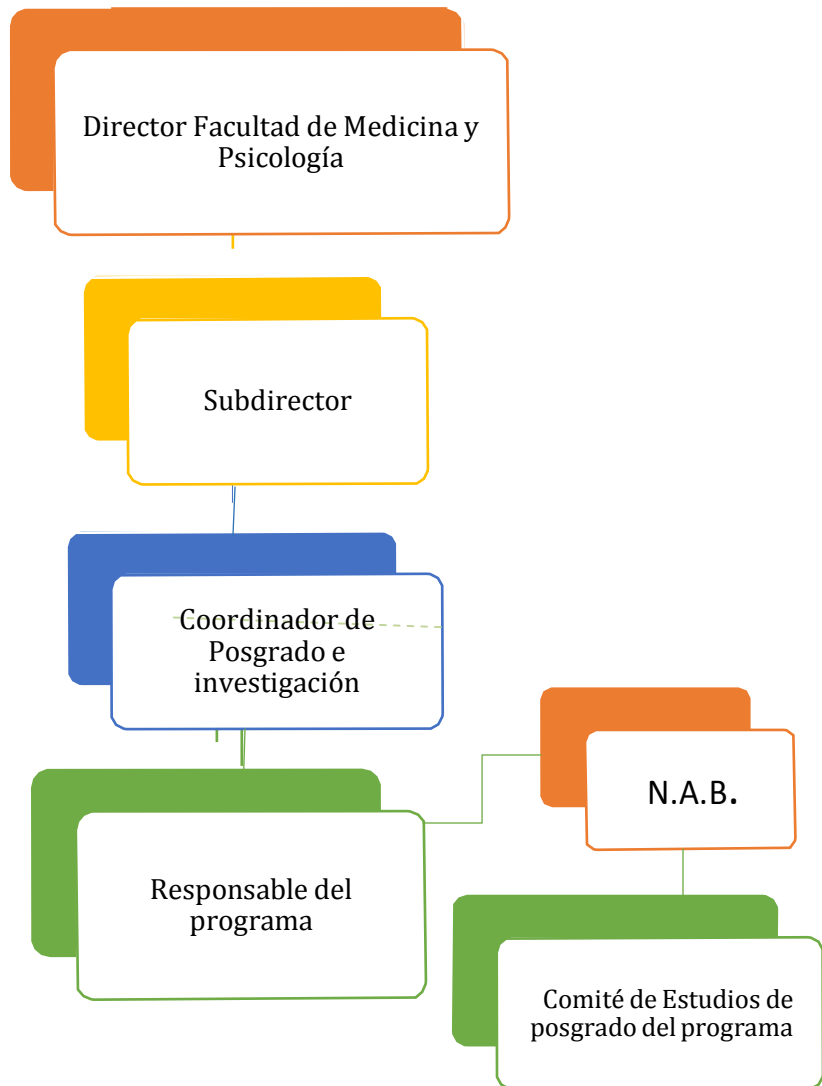 Director Facultad de Medicina y
Psicología
Subdirector
Coordinador de
Posgrado e
investigación
N.A.B.
Responsable del
programa
Comité de Estudios de
posgrado del programa